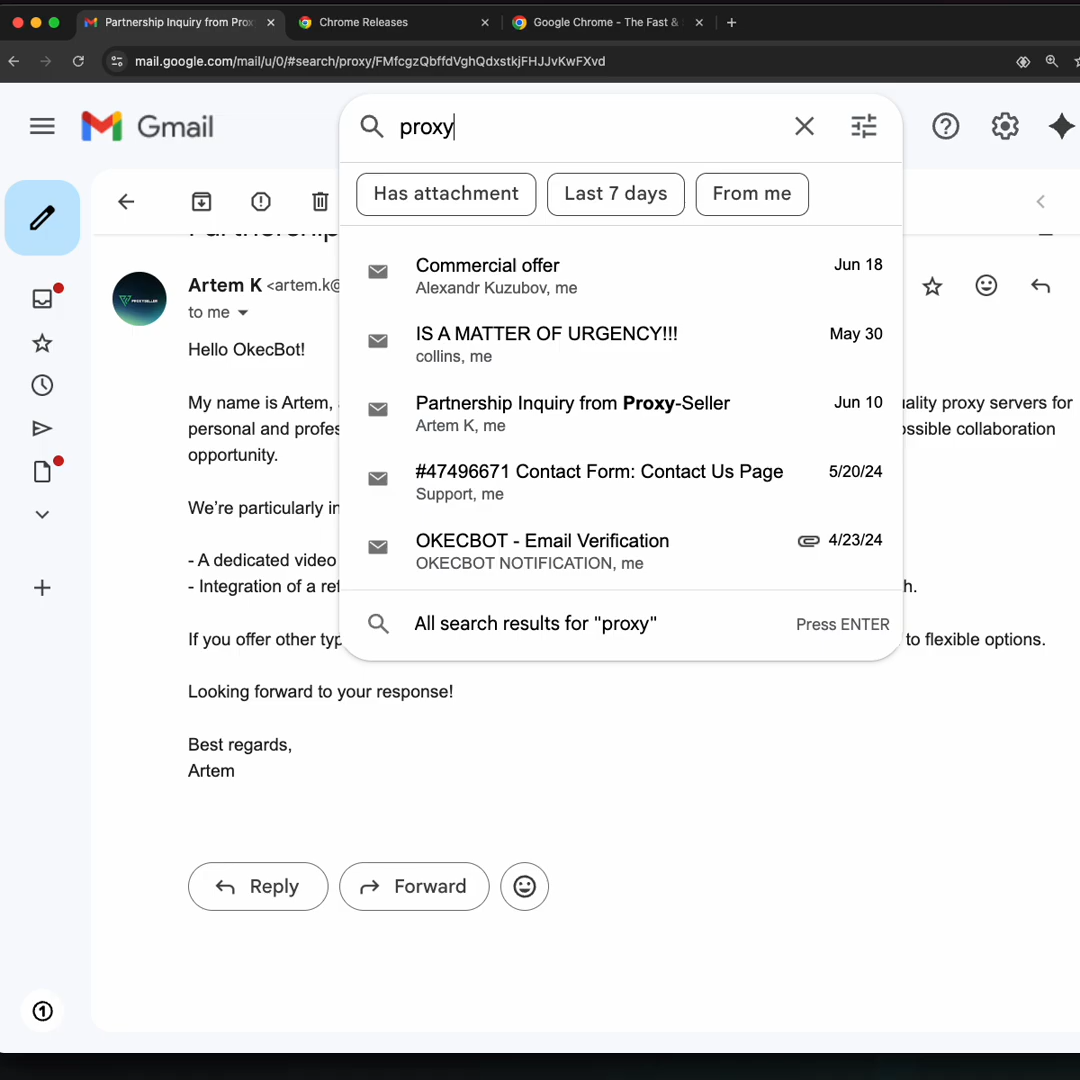 Partnership Inquiry from Proxy
Chrome Releases
Google Chrome - The Fast &
mail.google.com/mail/u/0/#search/proxy/FMfcgzQbffdVghQdxstkjFHJJvKwFXvd
Gmail
proxy
Has attachment
Last 7 days
From me
Commercial offer
Jun 18
Alexandr Kuzubov, me
IS A MATTER OF URGENCY!!!
May 30
collins, me
Partnership Inquiry from Proxy-Seller
Jun 10
Artem K, me
#47496671 Contact Form: Contact Us Page
5/20/24
Support, me
OKECBOT - Email Verification
4/23/24
OKECBOT NOTIFICATION, me
All search results for "proxy"
Press ENTER
Partnership
Artem K <artem.k@
to me
Hello OkecBot!
My name is Artem,
uality proxy servers for
personal and profes
ossible collaboration
opportunity.
We’re particularly in
- A dedicated video
- Integration of a ref
h.
If you offer other typ
to flexible options.
Looking forward to your response!
Best regards,
Artem
Reply
Forward